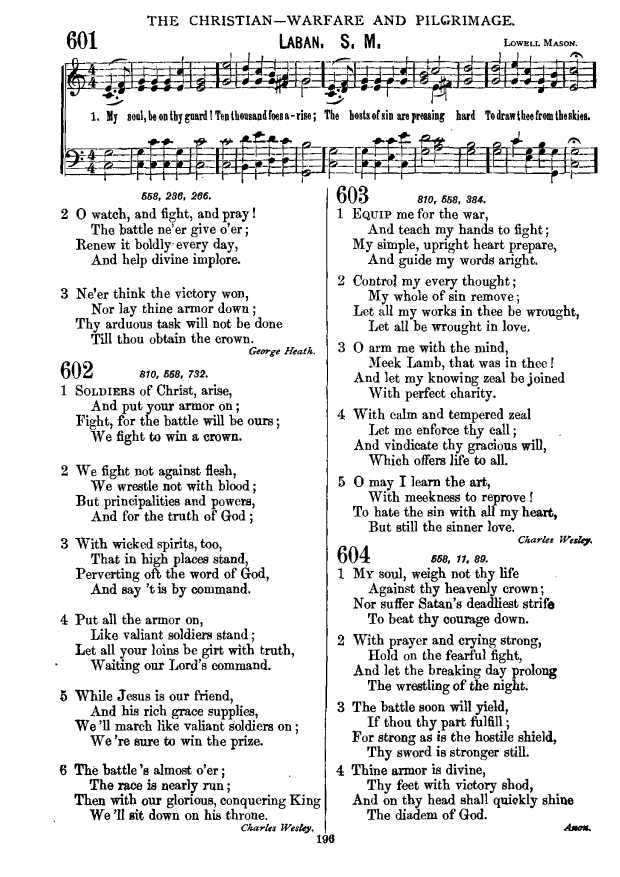 THE CHRISTIAN—WARFARE AND PILGRIMAGE.
601
LABAN. S. M.
LOWELL MASON.
1. My soul, be on thy guard! Ten thousand foes a-rise; The hosts of sin are pressing hard To draw thee from the skies.
558, 236, 266.
2 O watch, and fight, and pray!
The battle ne'er give o'er;
Renew it boldly every day,
And help divine implore.
3 Ne'er think the victory won,
Nor lay thine armor down;
Thy arduous task will not be done
Till thou obtain the crown.
George Heath.
602
810, 558, 732.
1 SOLDIERS of Christ, arise,
And put your armor on;
Fight, for the battle will be ours;
We fight to win a crown.
2 We fight not against flesh,
We wrestle not with blood;
But principalities and powers,
And for the truth of God;
3 With wicked spirits, too,
That in high places stand,
Perverting oft the word of God,
And say 't is by command.
4 Put all the armor on,
Like valiant soldiers stand;
Let all your loins be girt with truth,
Waiting our Lord's command.
5 While Jesus is our friend,
And his rich grace supplies,
We 'll march like valiant soldiers on;
We 're sure to win the prize.
6 The battle 's almost o'er;
The race is nearly run;
Then with our glorious, conquering King
We 'll sit down on his throne.
Charles Wesley.
603
810, 558, 384.
1 EQUIP me for the war,
And teach my hands to fight;
My simple, upright heart prepare,
And guide my words aright.
2 Control my every thought;
My whole of sin remove;
Let all my works in thee be wrought,
Let all be wrought in love.
3 O arm me with the mind,
Meek Lamb, that was in thee!
And let my knowing zeal be joined
With perfect charity.
4 With calm and tempered zeal
Let me enforce thy call;
And vindicate thy gracious will,
Which offers life to all.
5 O may I learn the art,
With meekness to reprove!
To hate the sin with all my heart,
But still the sinner love.
Charles Wesley.
604
558, 11, 89.
1 MY soul, weigh not thy life
Against thy heavenly crown;
Nor suffer Satan's deadliest strife
To beat thy courage down.
2 With prayer and crying strong,
Hold on the fearful fight,
And let the breaking day prolong
The wrestling of the night.
3 The battle soon will yield,
If thou thy part fulfill;
For strong as is the hostile shield,
Thy sword is stronger still.
4 Thine armor is divine,
Thy feet with victory shod,
And on thy head shall quickly shine
The diadem of God.
Anon.
196